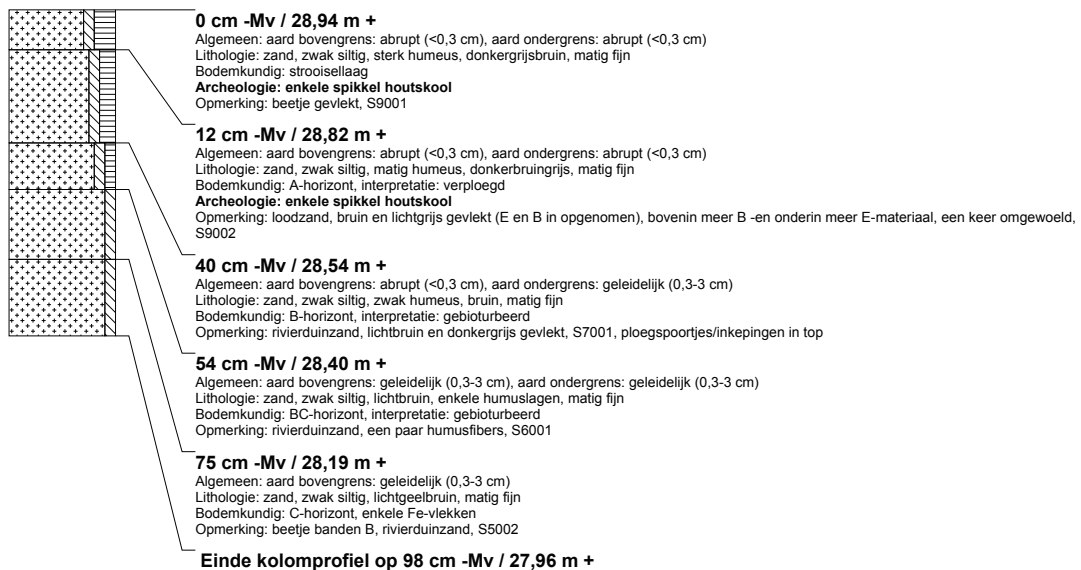 0 cm -Mv / 28,94 m +
Algemeen: aard bovengrens: abrupt (<0,3 cm), aard ondergrens: abrupt (<0,3 cm)
Lithologie: zand, zwak siltig, sterk humeus, donkergrijsbruin, matig fijn
Bodemkundig: strooisellaag
Archeologie: enkele spikkel houtskool
Opmerking: beetje gevlekt, S9001
12 cm -Mv / 28,82 m +
Algemeen: aard bovengrens: abrupt (<0,3 cm), aard ondergrens: abrupt (<0,3 cm)
Lithologie: zand, zwak siltig, matig humeus, donkerbruingrijs, matig fijn
Bodemkundig: A-horizont, interpretatie: verploegd
Archeologie: enkele spikkel houtskool
Opmerking: loodzand, bruin en lichtgrijs gevlekt (E en B in opgenomen), bovenin meer B -en onderin meer E-materiaal, een keer omgewoeld,
S9002
40 cm -Mv / 28,54 m +
Algemeen: aard bovengrens: abrupt (<0,3 cm), aard ondergrens: geleidelijk (0,3-3 cm)
Lithologie: zand, zwak siltig, zwak humeus, bruin, matig fijn
Bodemkundig: B-horizont, interpretatie: gebioturbeerd
Opmerking: rivierduinzand, lichtbruin en donkergrijs gevlekt, S7001, ploegspoortjes/inkepingen in top
54 cm -Mv / 28,40 m +
Algemeen: aard bovengrens: geleidelijk (0,3-3 cm), aard ondergrens: geleidelijk (0,3-3 cm)
Lithologie: zand, zwak siltig, lichtbruin, enkele humuslagen, matig fijn
Bodemkundig: BC-horizont, interpretatie: gebioturbeerd
Opmerking: rivierduinzand, een paar humusfibers, S6001
75 cm -Mv / 28,19 m +
Algemeen: aard bovengrens: geleidelijk (0,3-3 cm)
Lithologie: zand, zwak siltig, lichtgeelbruin, matig fijn
Bodemkundig: C-horizont, enkele Fe-vlekken
Opmerking: beetje banden B, rivierduinzand, S5002
Einde kolomprofiel op 98 cm -Mv / 27,96 m +